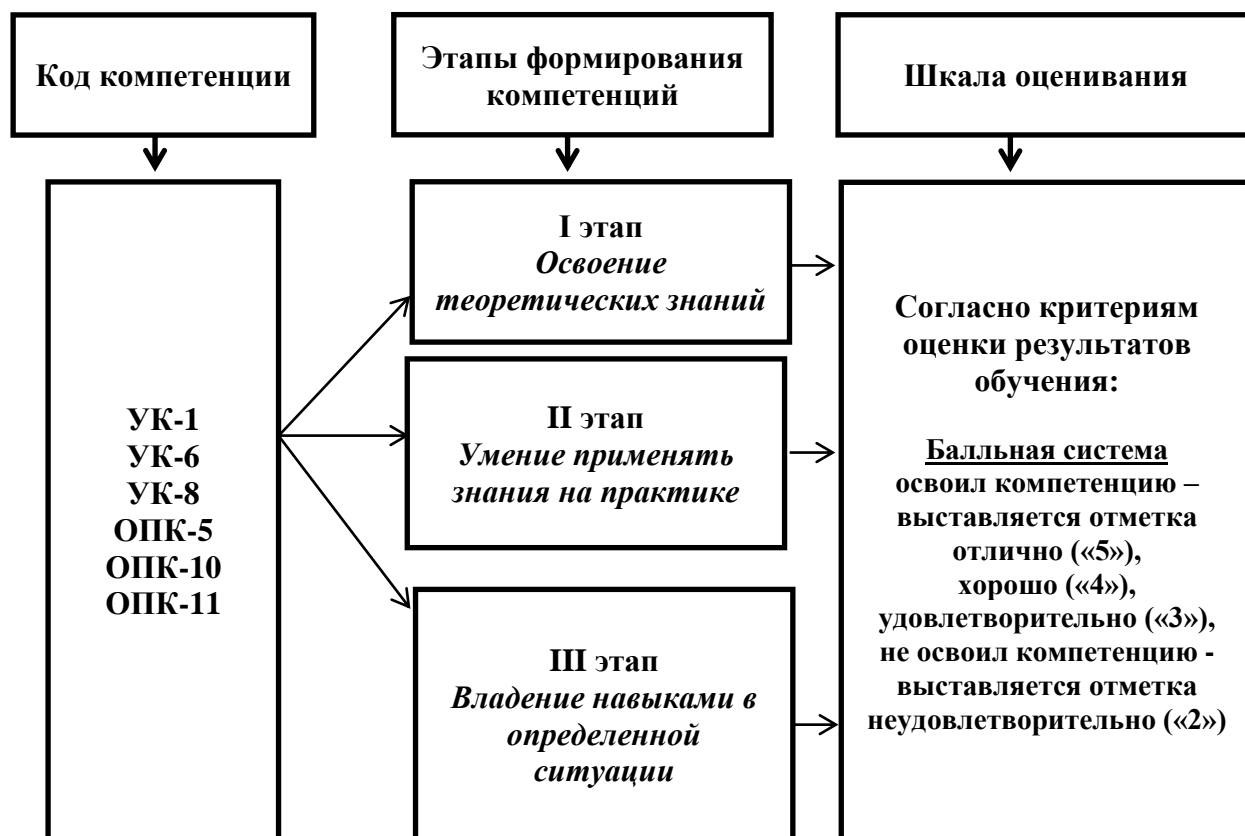 Код компетенции
Этапы формирования
компетенций
Шкала оценивания
УК-1
УК-6
УК-8
ОПК-5
ОПК-10
ОПК-11
I этап
Освоение
теоретических знаний
II этап
Умение применять
знания на практике
III этап
Владение навыками в
определенной
ситуации
Согласно критериям
оценки результатов
обучения:
Балльная система
освоил компетенцию –
выставляется отметка
отлично («5»),
хорошо («4»),
удовлетворительно («3»),
не освоил компетенцию -
выставляется отметка
неудовлетворительно («2»)